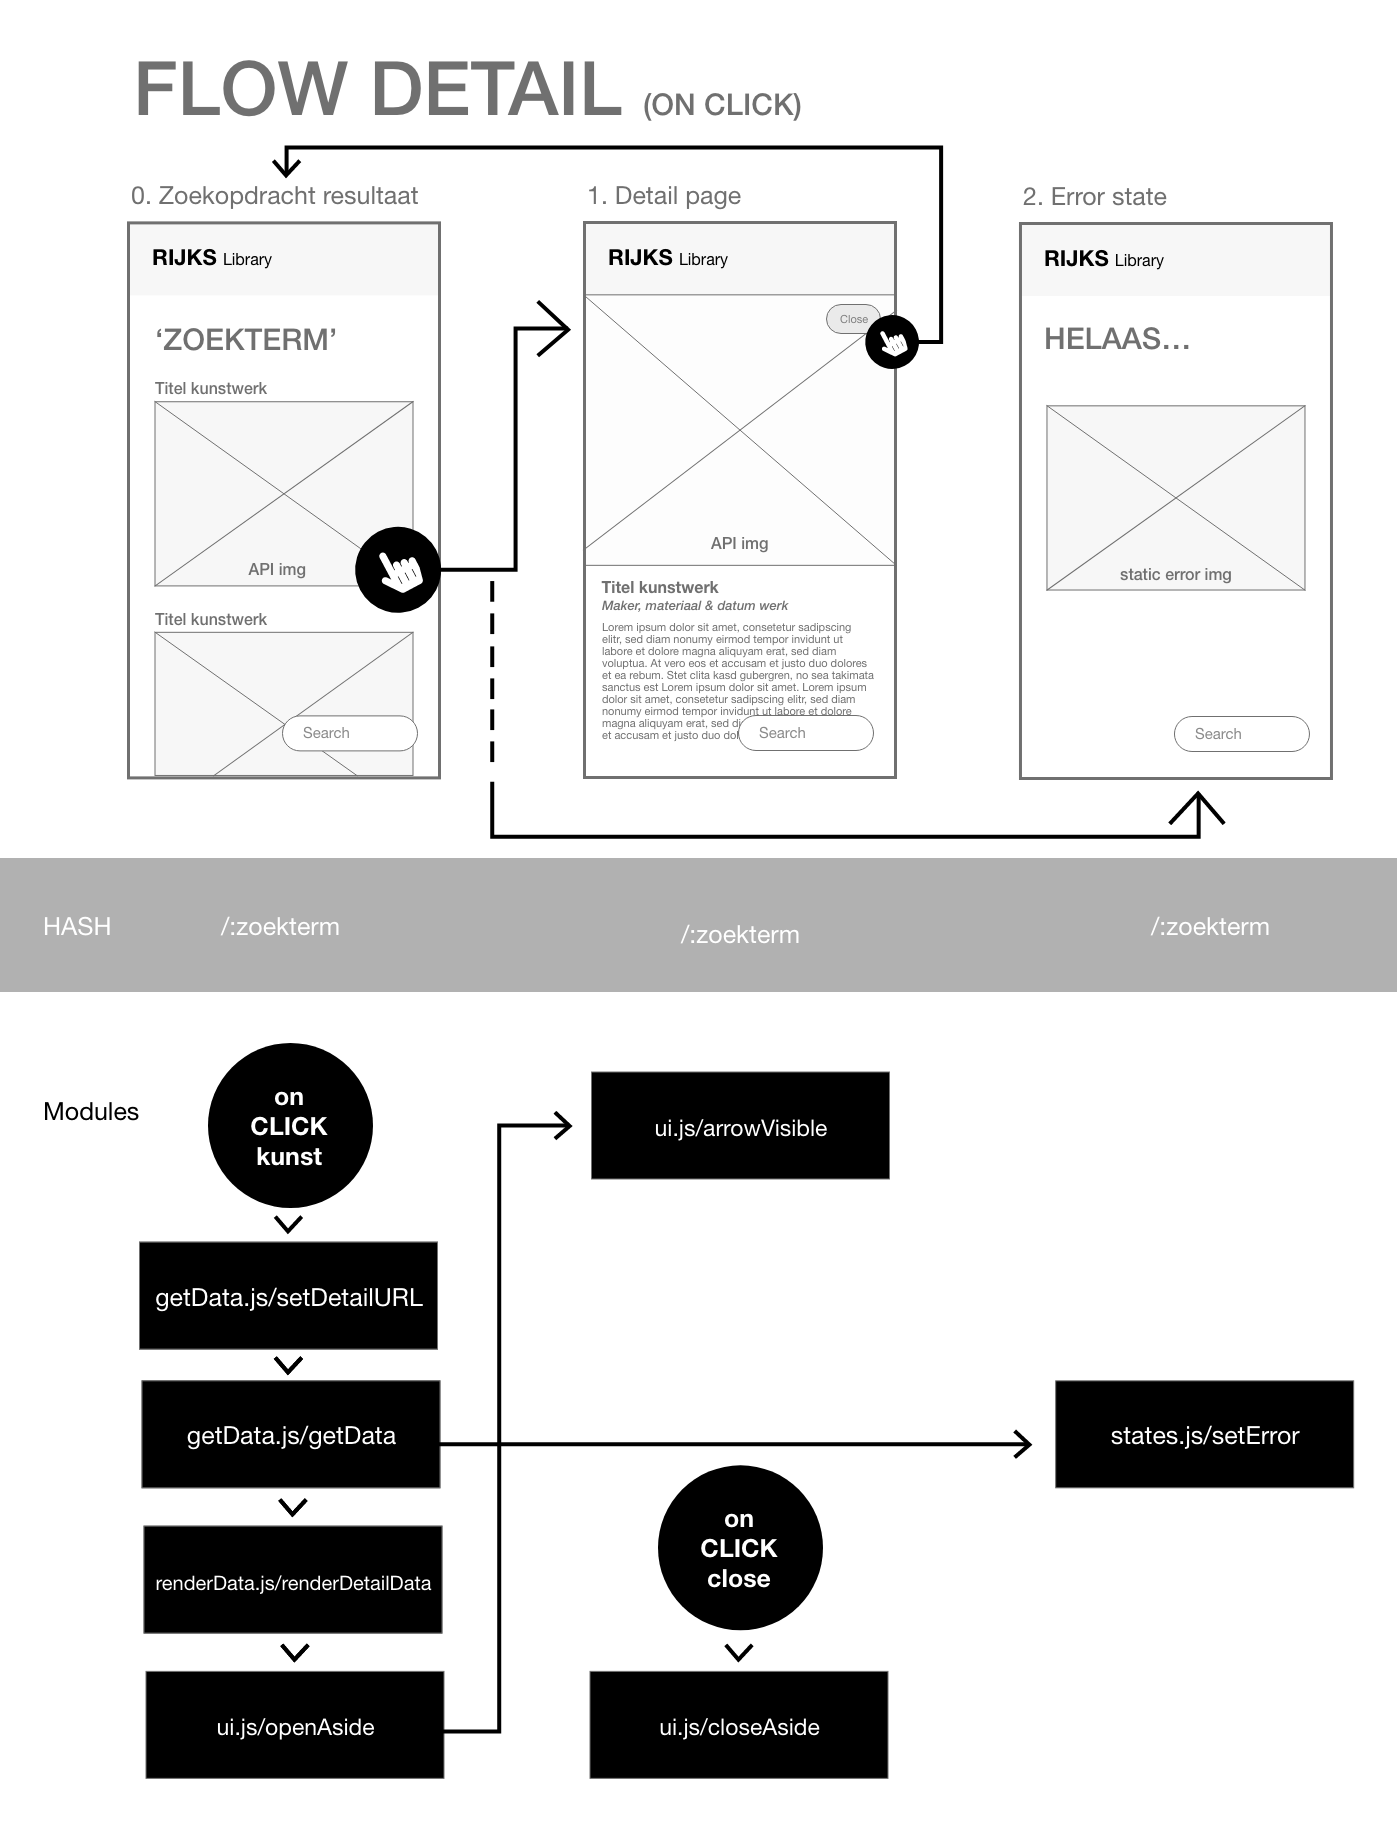 FLOW DETAIL (ON CLICK)
0. Zoekopdracht resultaat
RIJKS Library
‘ZOEKTERM’
Titel kunstwerk
API img
Titel kunstwerk
Search
1. Detail page
RIJKS Library
Close
API img
Titel kunstwerk
Maker, materiaal & datum werk
Lorem ipsum dolor sit amet, consetetur sadipscing
elitr, sed diam nonumy eirmod tempor invidunt ut
labore et dolore magna aliquyam erat, sed diam
voluptua. At vero eos et accusam et justo duo dolores
et ea rebum. Stet clita kasd gubergren, no sea takimata
sanctus est Lorem ipsum dolor sit amet. Lorem ipsum
dolor sit amet, consetetur sadipscing elitr, sed diam
nonumy eirmod tempor invidunt ut labore et dolore
magna aliquyam erat, sed di
et accusam et justo duo dol
Search
2. Error state
RIJKS Library
HELAAS...
static error img
Search
HASH
/:zoekterm
/:zoekterm
/:zoekterm
Modules
on
CLICK
kunst
getData.js/setDetailURL
getData.js/getData
renderData.js/renderDetailData
ui.js/openAside
ui.js/arrowVisible
on
CLICK
close
ui.js/closeAside
states.js/setError